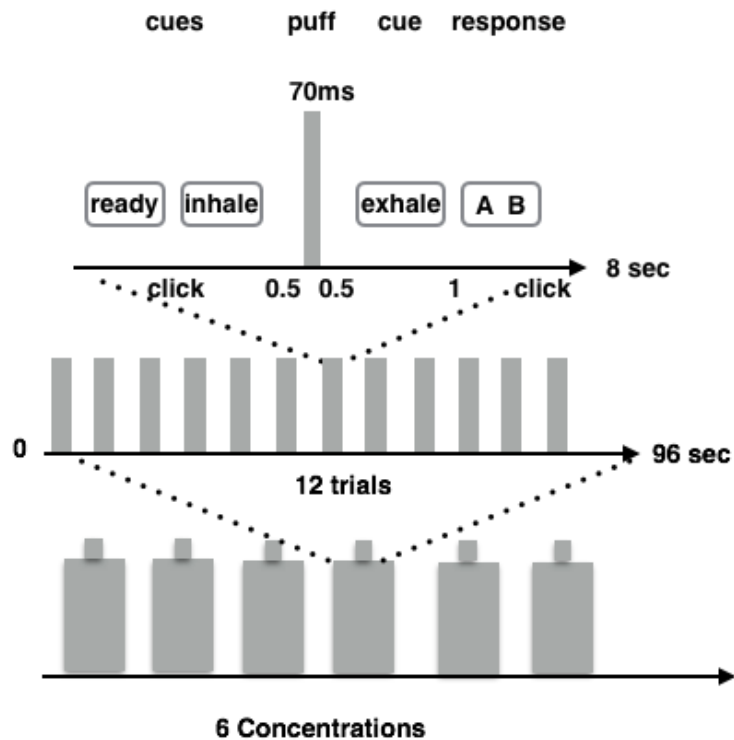 cues puff cue response
70ms
ready inhale exhale A B
8 sec
click 0.5 0.5 1 click
0 96 sec
12 trials
6 Concentrations